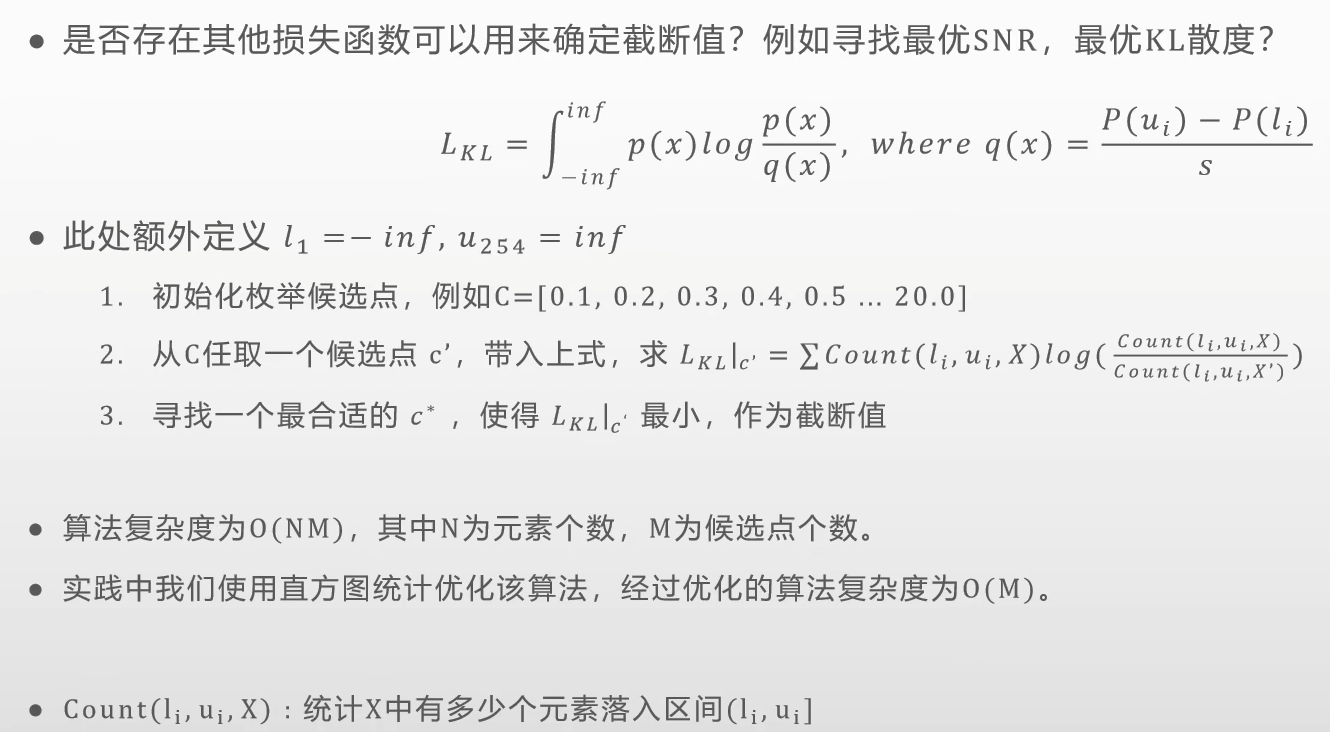 ● 是否存在其他损失函数可以用来确定截断值？例如寻找最优SNR，最优KL散度？
L_{KL} = \int_{-inf}^{inf} p(x)log\frac{p(x)}{q(x)}, where q(x) = \frac{P(u_i) - P(l_i)}{s}
● 此处额外定义 l_1 =- inf, u_{254} = inf
1. 初始化枚举候选点，例如C=[0.1, 0.2, 0.3, 0.4, 0.5 ... 20.0]
2. 从C任取一个候选点 c’，带入上式，求 L_{KL}|_{c'} = ∑Count(l_i, u_i, X)log(\frac{Count(l_i,u_i,X)}{Count(l_i,u_i,X')})
3. 寻找一个最合适的 c^*，使得 L_{KL}|_{c'} 最小，作为截断值
● 算法复杂度为O(NM)，其中N为元素个数，M为候选点个数。
● 实践中我们使用直方图统计优化该算法，经过优化的算法复杂度为O(M)。
● Count(l_i, u_i, X)：统计X中有多少个元素落入区间(l_i, u_i]